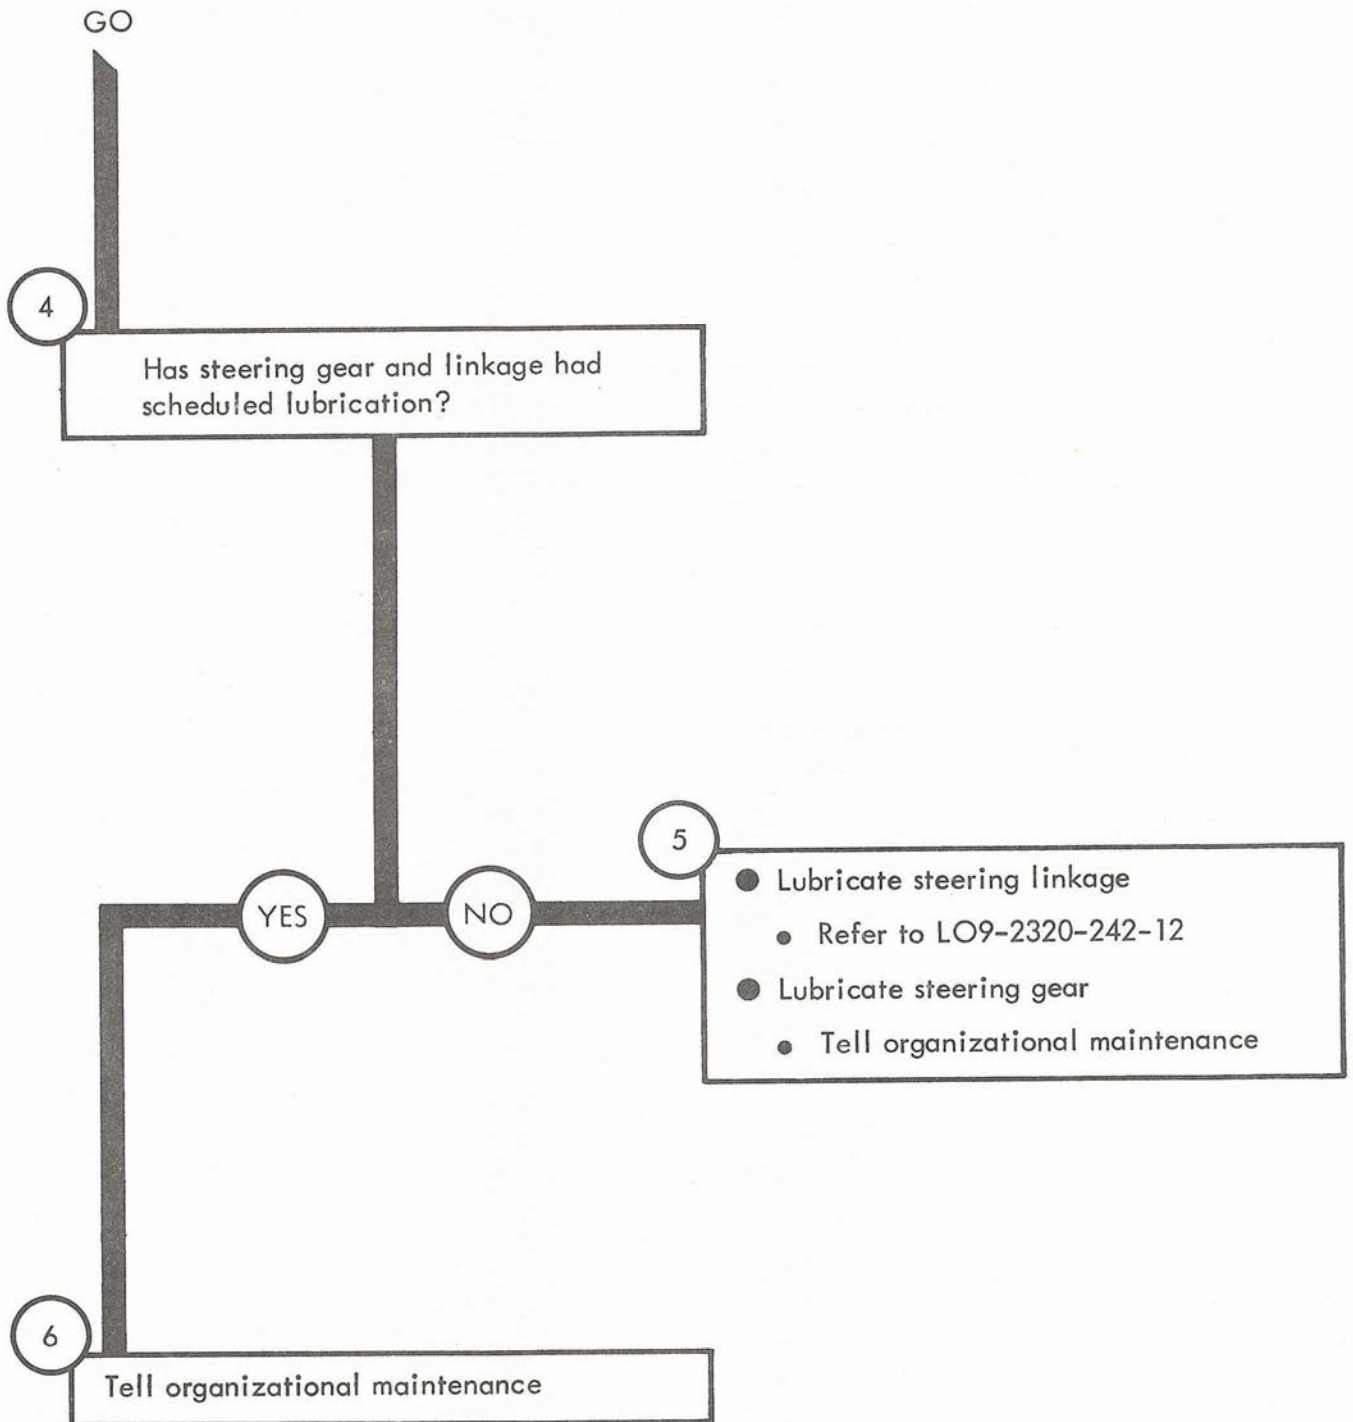 GO
4
Has steering gear and linkage had
scheduled lubrication?
YES
NO
5
● Lubricate steering linkage
● Refer to LO9-2320-242-12
● Lubricate steering gear
● Tell organizational maintenance
6
Tell organizational maintenance